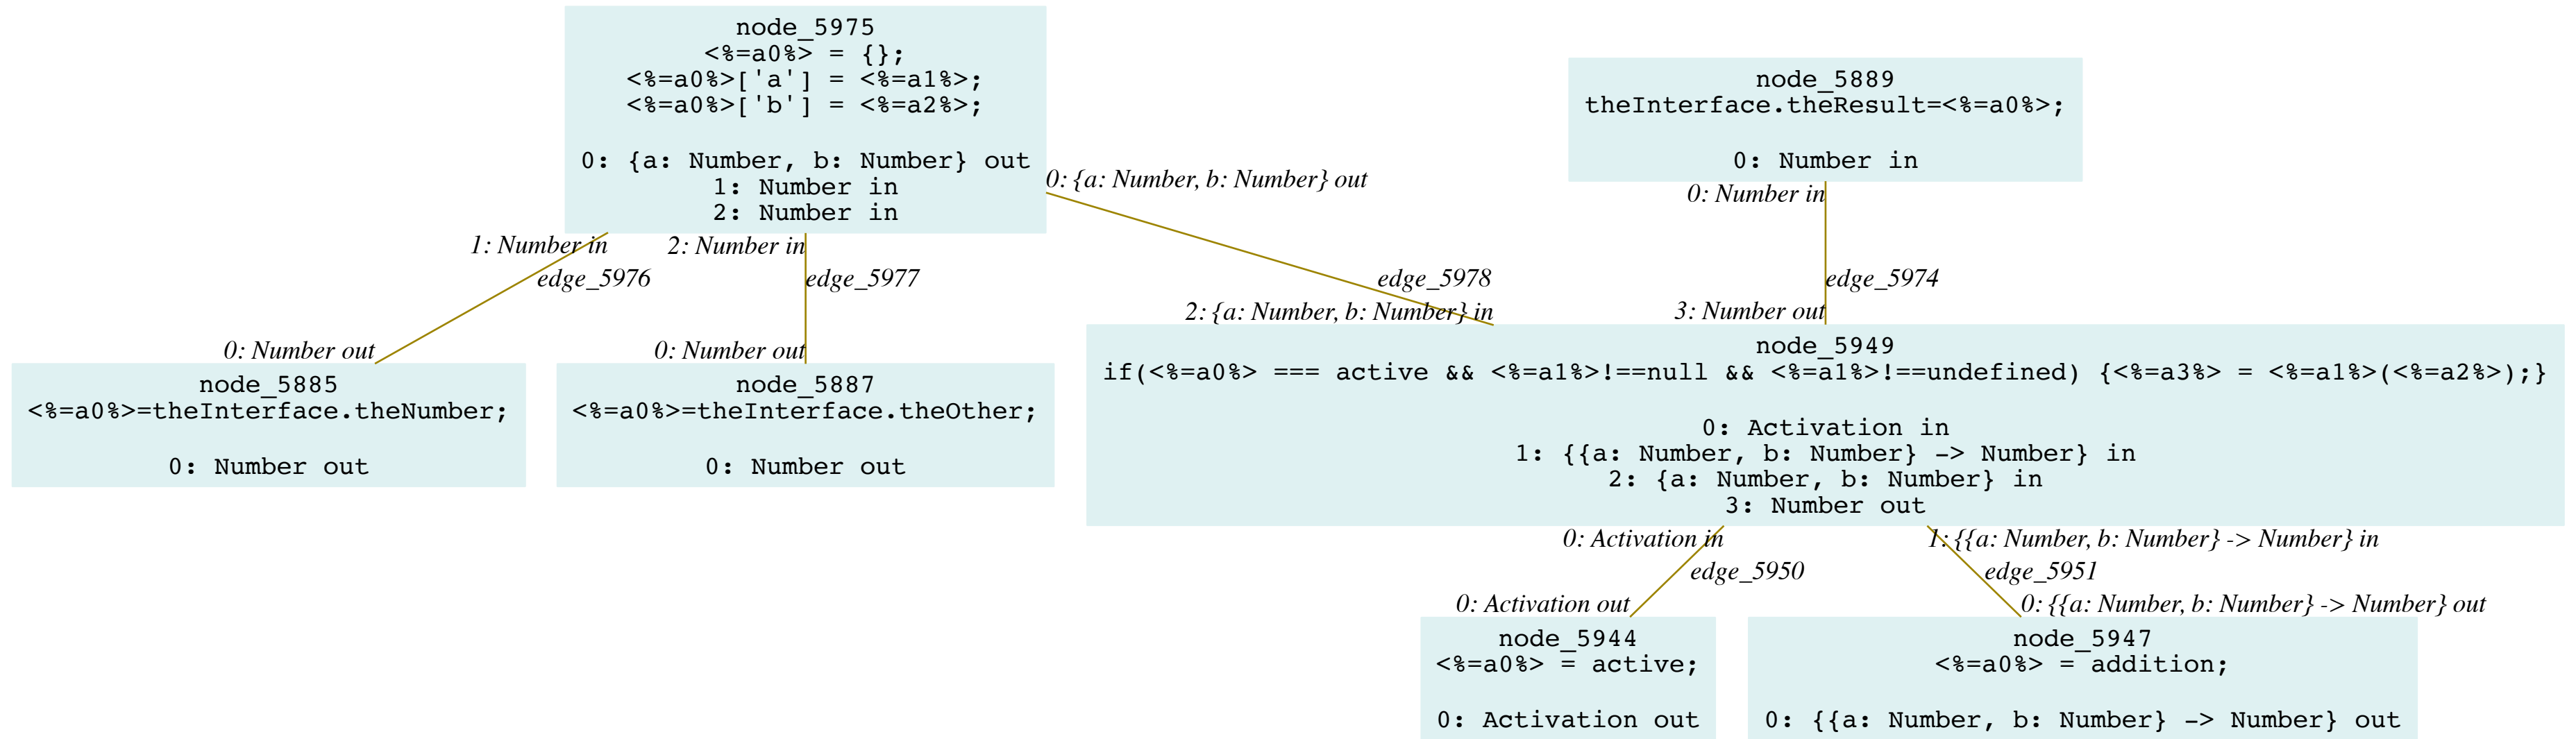 node_5975
<%=a0%> = {};
<%=a0%>['a'] = <%=a1%>;
<%=a0%>['b'] = <%=a2%>;
0: {a: Number, b: Number} out
1: Number in
2: Number in
node_5889
theInterface.theResult=<%=a0%>;
0: Number in
0: {a: Number, b: Number} out
0: Number in
1: Number in
2: Number in
edge_5976
edge_5977
edge_5978
edge_5974
2: {a: Number, b: Number} in
3: Number out
0: Number out
0: Number out
node_5885
<%=a0%>=theInterface.theNumber;
0: Number out
node_5887
<%=a0%>=theInterface.theOther;
0: Number out
node_5949
if(<%=a0%> === active && <%=a1%>!==null && <%=a1%>!==undefined) {<%=a3%> = <%=a1%>(<%=a2%>);}
0: Activation in
1: {{a: Number, b: Number} -> Number} in
2: {a: Number, b: Number} in
3: Number out
0: Activation in
1: {{a: Number, b: Number} -> Number} in
edge_5950
edge_5951
0: Activation out
0: {{a: Number, b: Number} -> Number} out
node_5944
<%=a0%> = active;
0: Activation out
node_5947
<%=a0%> = addition;
0: {{a: Number, b: Number} -> Number} out